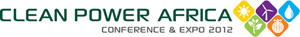 CLEAN POWER AFRICA
CONFERENCE & EXPO 2012